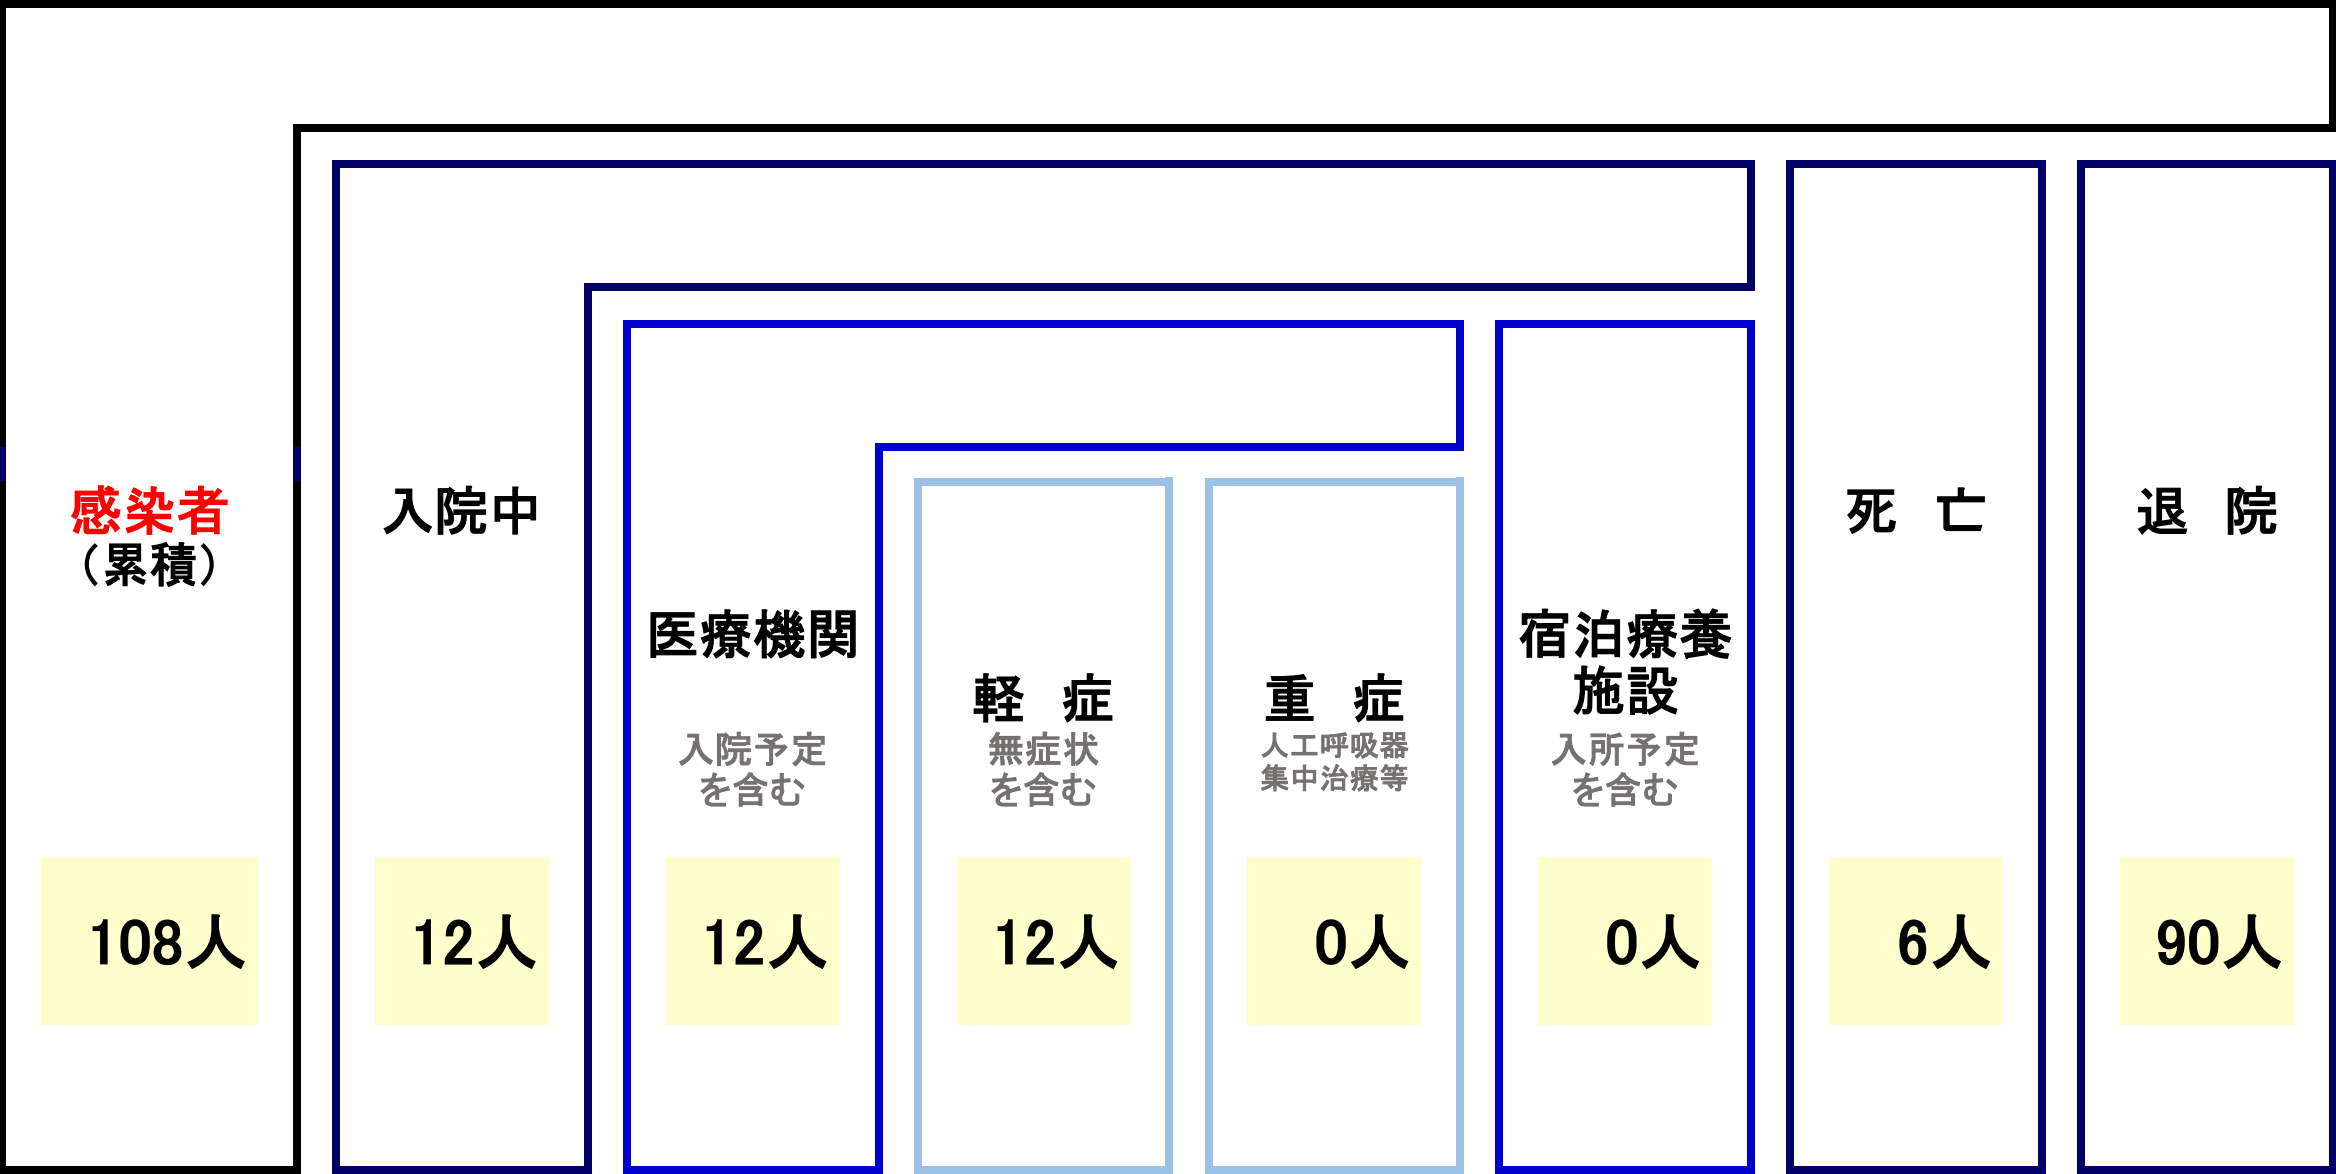 感染者
（累積）
108人
入院中
12人
医療機関
入院予定
を含む
12人
軽 症
無症状
を含む
12人
重 症
人工呼吸器
集中治療等
0人
宿泊療養
施設
入所予定
を含む
0人
死 亡
6人
退 院
90人